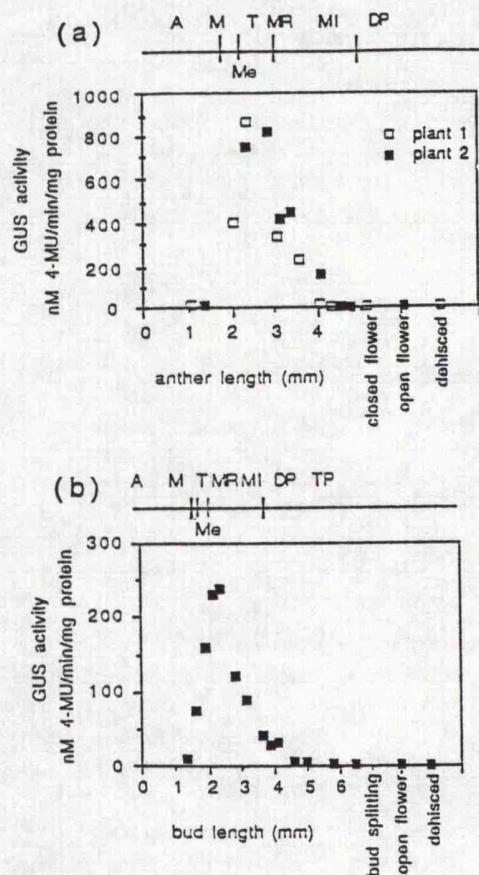 (a)
A M T MR MI DP
Me
1000
800
600
400
200
0
GUS activity
nM 4-MU/min/mg protein
□ plant 1
■ plant 2
0 1 2 3 4
closed flower
open flower
dehisced
anther length (mm)
(b)
A M T MR MI DP TP
Me
300
200
100
0
GUS activity
nM 4-MU/min/mg protein
0 1 2 3 4 5 6
bud splitting
open flower
dehisced
bud length (mm)